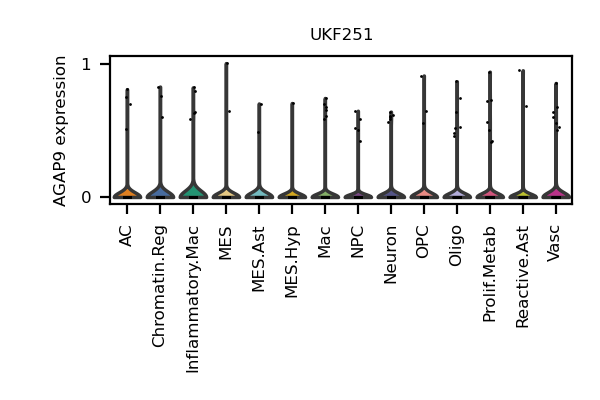 UKF251
AGAP9 expression
1
0
AC
Chromatin.Reg
Inflammatory.Mac
MES
MES.Ast
MES.Hyp
Mac
NPC
Neuron
OPC
Oligo
Prolif.Metab
Reactive.Ast
Vasc